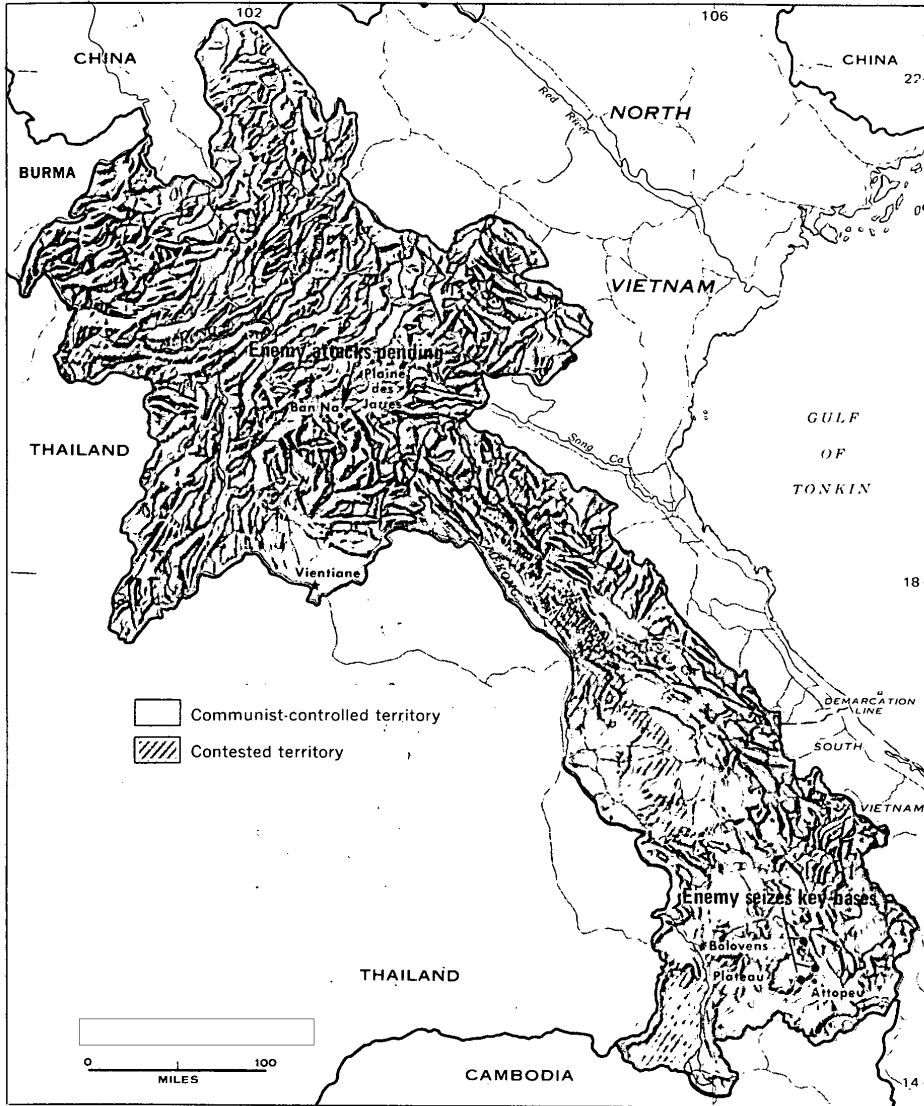 102
106
CHINA
CHINA
22
Red
River
NORTH
BURMA
VIETNAM
Enemy attacks pending
Plaine
des
Jarres
Ban Na
GULF
OF
TONKIN
THAILAND
Song Ca
Vientiane
18
DEMARCATION
LINE
Communist-controlled territory
SOUTH
Contested territory
VIETNAM
Enemy seizes key bases
Bolovens
Plateau
Attopeu
THAILAND
0 100
MILES
CAMBODIA
14